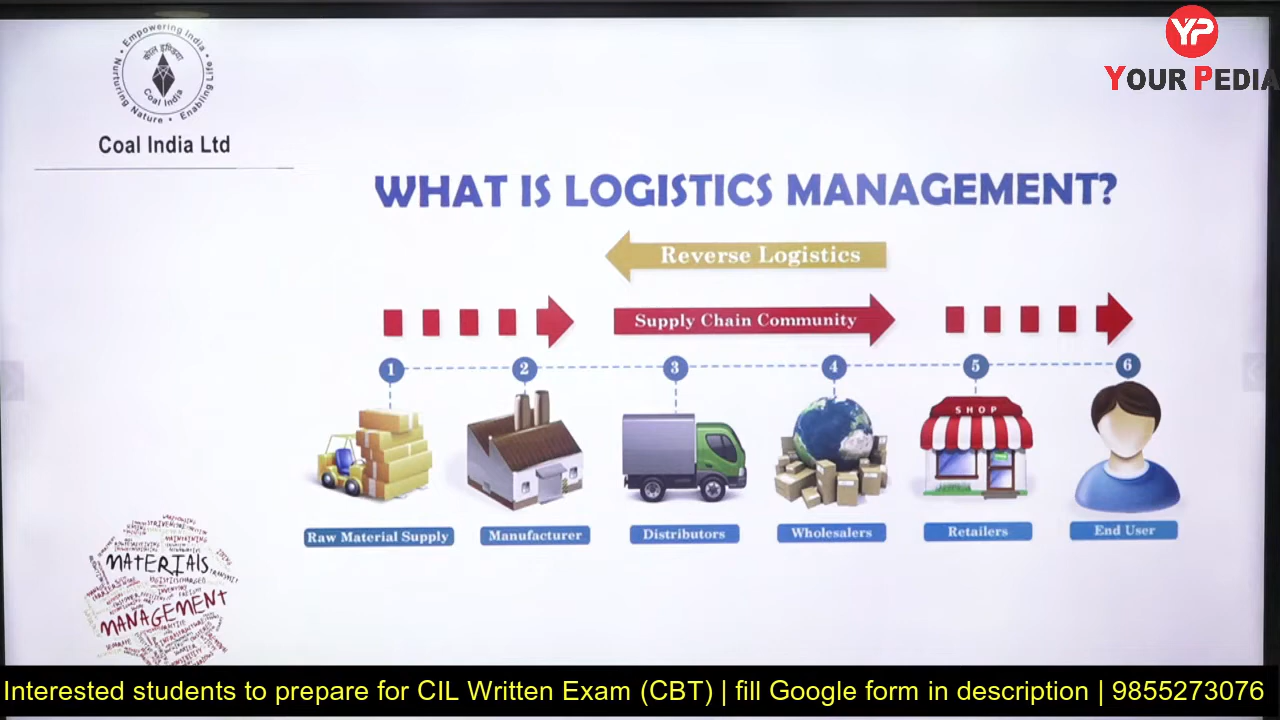 Empowering India
Nurturing Nature • Enabling Life
कोल इण्डिया
Coal India
Coal India Ltd
YP
YOUR PEDIA
WHAT IS LOGISTICS MANAGEMENT?
Reverse Logistics
Supply Chain Community
1 2 3 4 5 6
SHOP
Raw Material Supply Manufacturer Distributors Wholesalers Retailers End User
MATERIALS
MANAGEMENT
Interested students to prepare for CIL Written Exam (CBT) | fill Google form in description | 9855273076